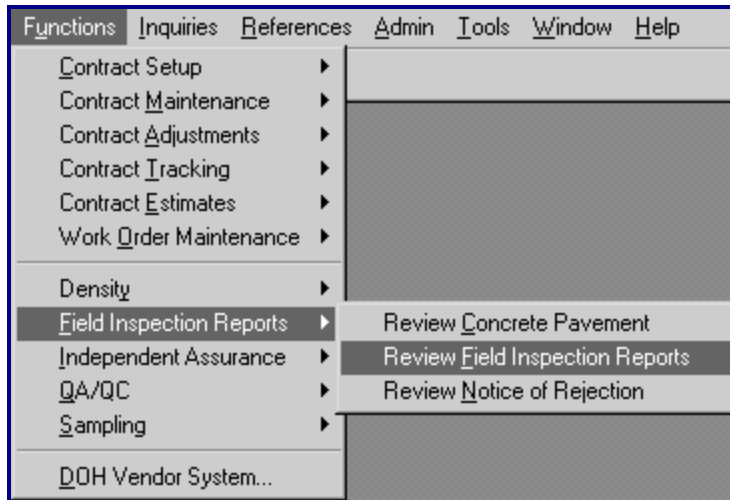 Functions Inquiries References Admin Tools Window Help
Contract Setup
Contract Maintenance
Contract Adjustments
Contract Tracking
Contract Estimates
Work Order Maintenance
Density
Field Inspection Reports
Review Concrete Pavement
Independent Assurance
Review Field Inspection Reports
QA/QC
Review Notice of Rejection
Sampling
DOH Vendor System...